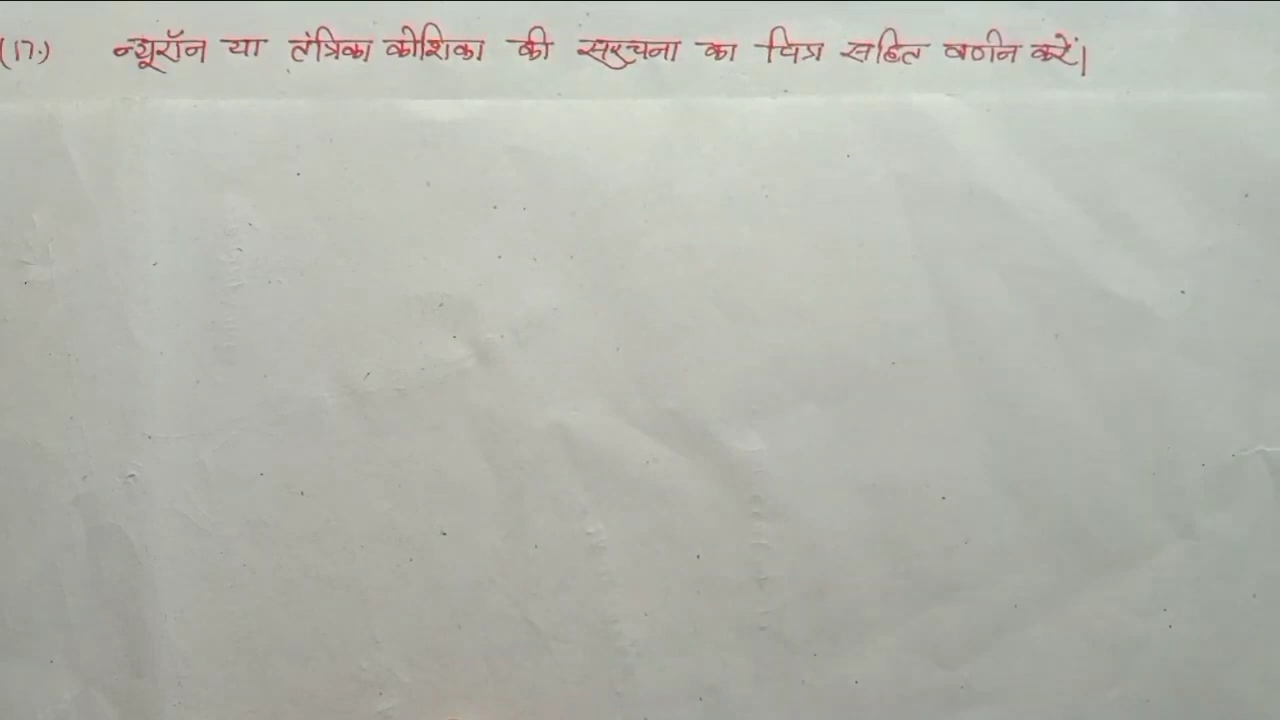 (17.) न्यूरॉन या तंत्रिका कोशिका की संरचना का चित्र सहित वर्णन करें।